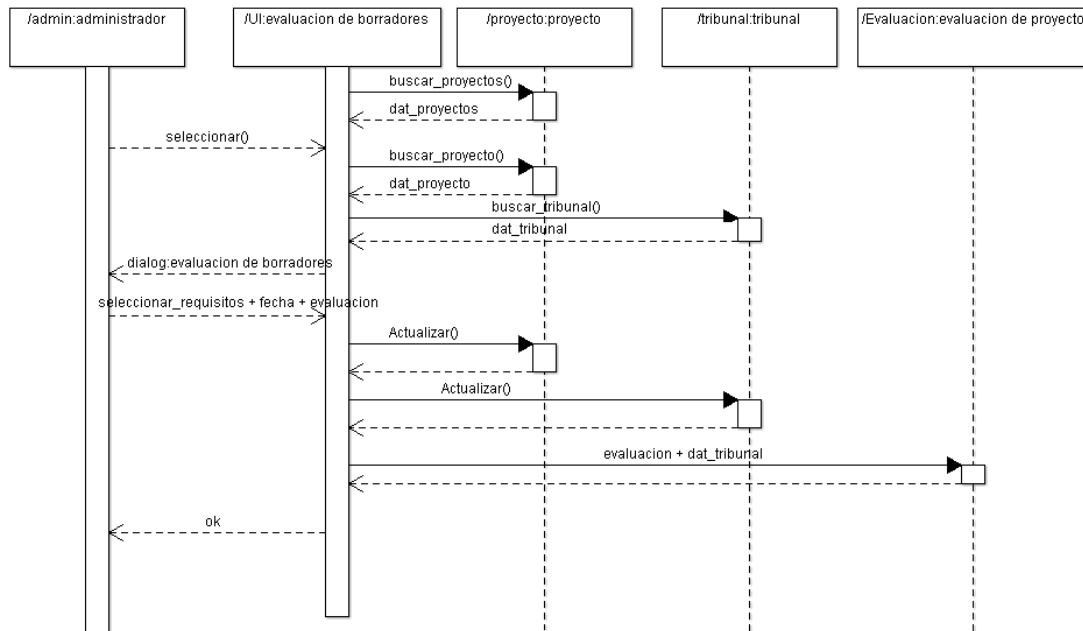 /admin:administrador
/UI:evaluacion de borradores
/proyecto:proyecto
/tribunal:tribunal
/Evaluacion:evaluacion de proyecto
buscar_proyectos()
dat_proyectos
seleccionar()
buscar_proyecto()
dat_proyecto
buscar_tribunal()
dat_tribunal
dialog:evaluacion de borradores
seleccionar_requisitos + fecha + evaluacion
Actualizar()
Actualizar()
evaluacion + dat_tribunal
ok